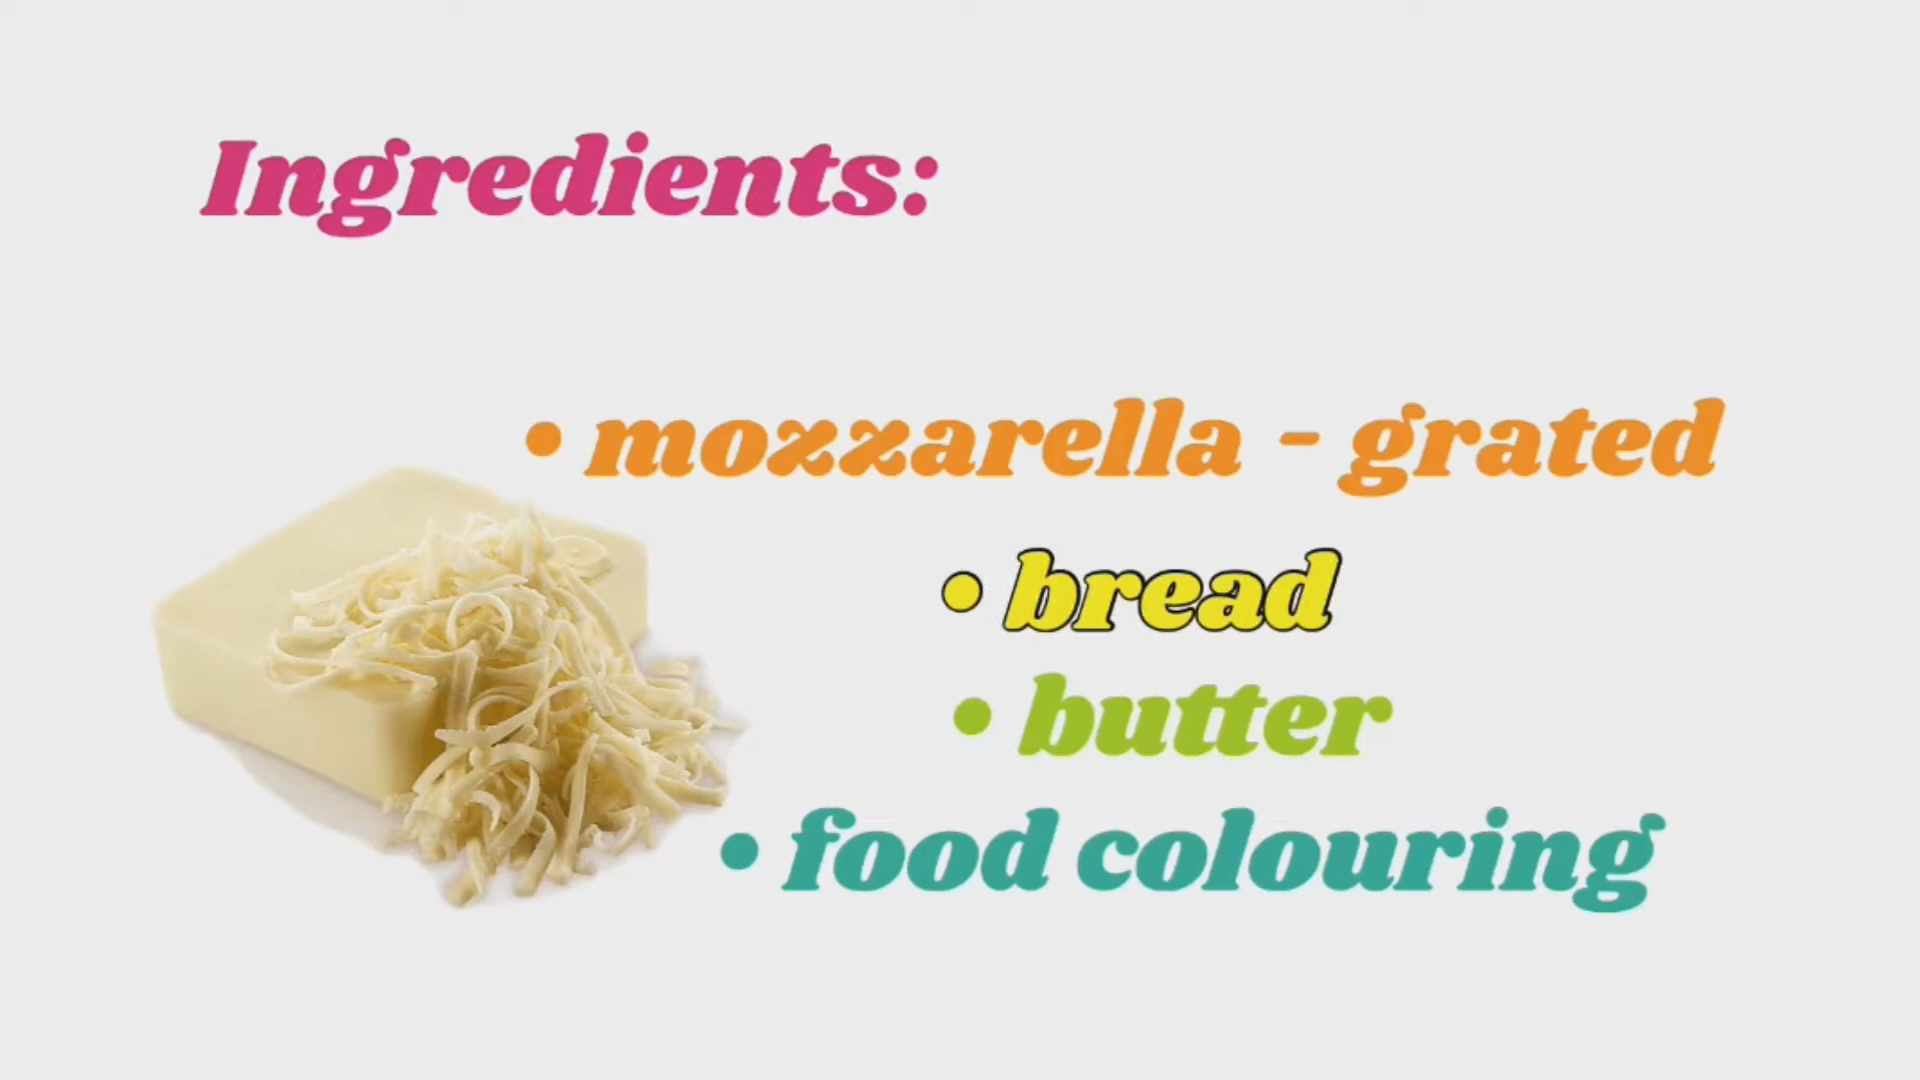 Ingredients:
• mozzarella - grated
• bread
• butter
• food colouring